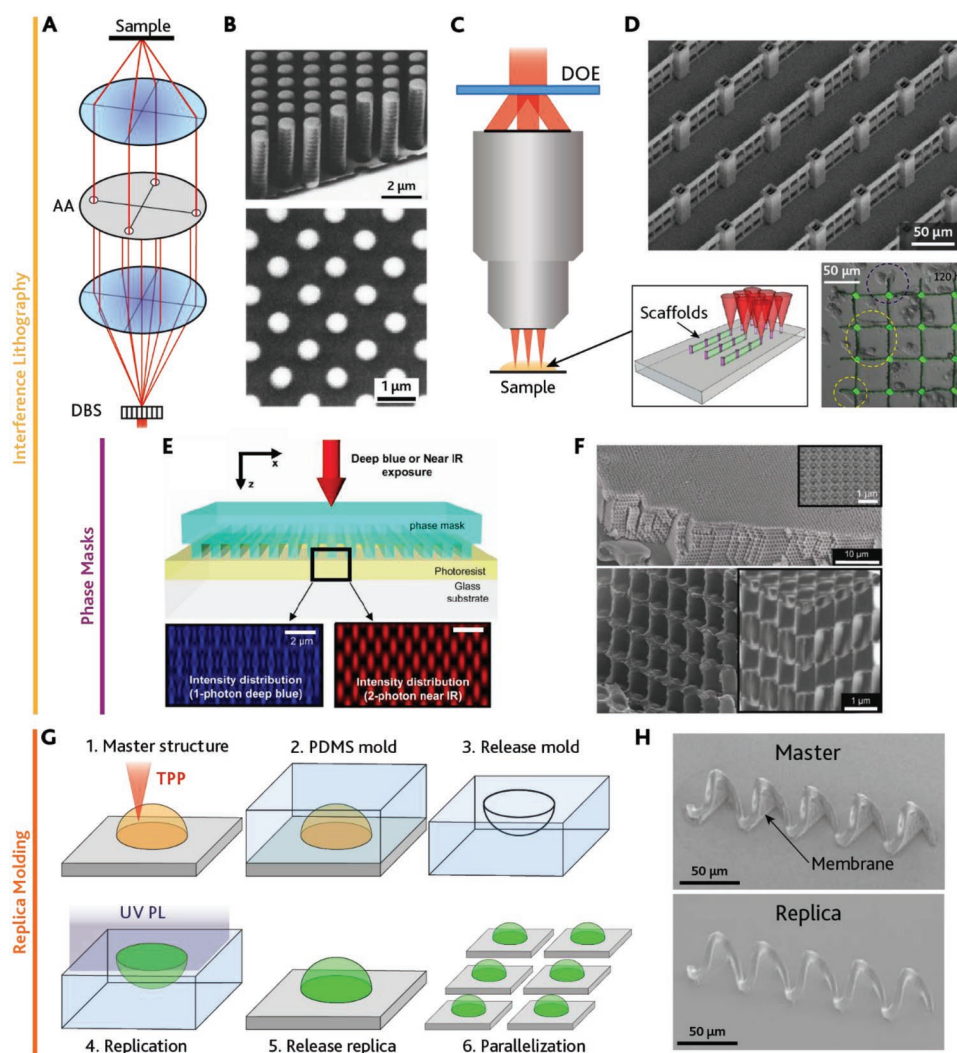 A
Sample
AA
DBS
B
2 µm
1 µm
C
DOE
Sample
D
50 µm
Scaffolds
50 µm
120
Interference Lithography
E
x
z
Deep blue or Near IR
exposure
phase mask
Photoresist
Glass
substrate
2 µm
Intensity distribution
(1-photon deep blue)
Intensity distribution
(2-photon near IR)
F
1 µm
10 µm
1 µm
Phase Masks
G
1. Master structure
TPP
2. PDMS mold
3. Release mold
UV PL
4. Replication
5. Release replica
6. Parallelization
H
Master
Membrane
50 µm
Replica
50 µm
Replica Molding